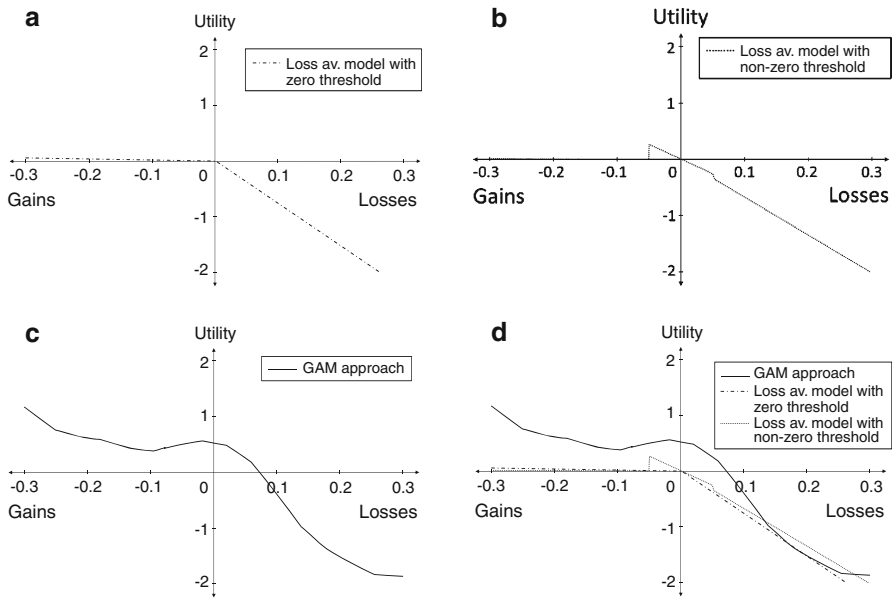 a
Utility
2
1
-1
-2
-0.3
-0.2
-0.1
0
0.1
0.2
0.3
Gains
Losses
Loss av. model with
zero threshold
b
Utility
2
1
-1
-2
-0.3
-0.2
-0.1
0
0.1
0.2
0.3
Gains
Losses
Loss av. model with
non-zero threshold
c
Utility
2
1
-1
-2
-0.3
-0.2
-0.1
0
0.1
0.2
0.3
Gains
Losses
GAM approach
d
Utility
2
1
-1
-2
-0.3
-0.2
-0.1
0
0.1
0.2
0.3
Gains
Losses
GAM approach
Loss av. model with
zero threshold
Loss av. model with
non-zero threshold